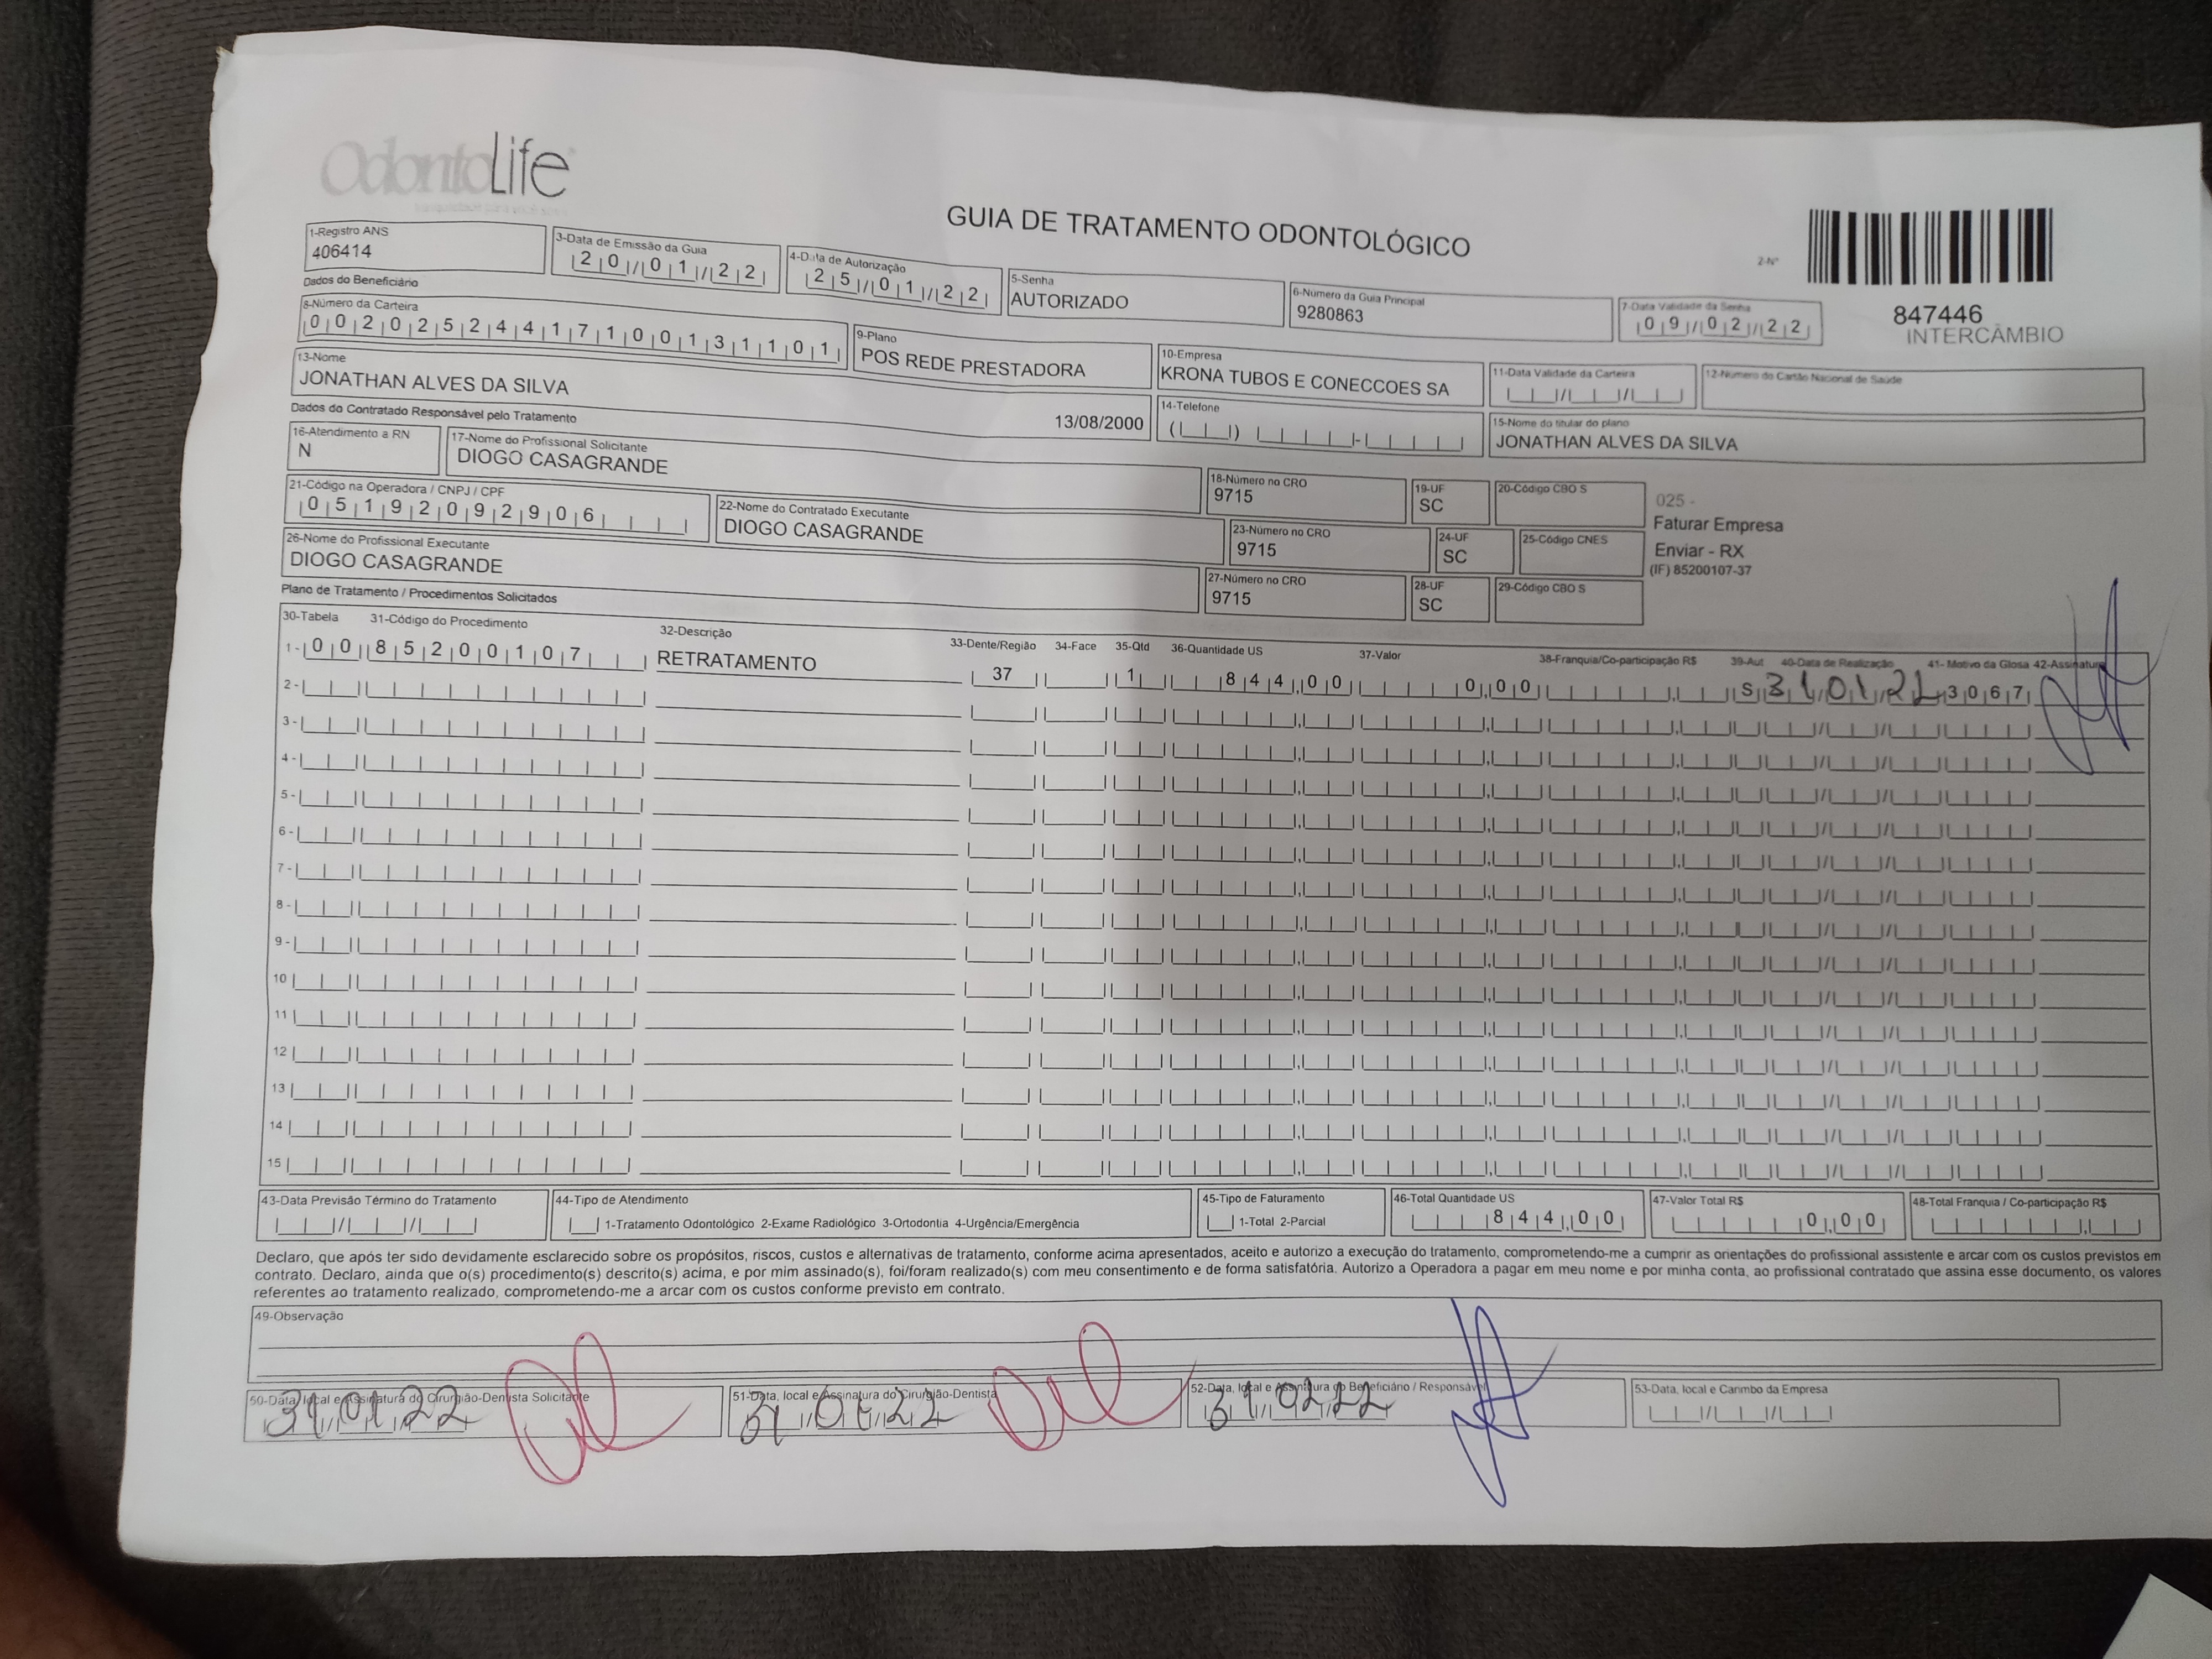 OdontoLife
GUIA DE TRATAMENTO ODONTOLÓGICO
2-Nº
847446
INTERCÂMBIO
1-Registro ANS
406414
3-Data de Emissão da Guia
20/01/22
4-Data de Autorização
25/01/22
5-Senha
AUTORIZADO
6-Número da Guia Principal
9280863
7-Data Validade da Senha
09/02/22
Dados do Beneficiário
8-Número da Carteira
00202524417100131101
9-Plano
POS REDE PRESTADORA
10-Empresa
KRONA TUBOS E CONECCOES SA
11-Data Validade da Carteira
12-Número do Cartão Nacional de Saúde
13-Nome
JONATHAN ALVES DA SILVA
13/08/2000
14-Telefone
15-Nome do titular do plano
JONATHAN ALVES DA SILVA
Dados do Contratado Responsável pelo Tratamento
16-Atendimento a RN
N
17-Nome do Profissional Solicitante
DIOGO CASAGRANDE
18-Número no CRO
9715
19-UF
SC
20-Código CBO S
025 -
Faturar Empresa
Enviar - RX
(IF) 85200107-37
21-Código na Operadora / CNPJ / CPF
05192092906
22-Nome do Contratado Executante
DIOGO CASAGRANDE
23-Número no CRO
9715
24-UF
SC
25-Código CNES
26-Nome do Profissional Executante
DIOGO CASAGRANDE
27-Número no CRO
9715
28-UF
SC
29-Código CBO S
Plano de Tratamento / Procedimentos Solicitados
30-Tabela 31-Código do Procedimento 32-Descrição 33-Dente/Região 34-Face 35-Qtd 36-Quantidade US 37-Valor 38-Franquia/Co-participação R$ 39-Aut 40-Data de Realização 41- Motivo da Glosa 42-Assinatura
1- 00 85200107 RETRATAMENTO 37 1 844,00 0,00 S 31/01/22 3067
2-
3-
4-
5-
6-
7-
8-
9-
10
11
12
13
14
15
43-Data Previsão Término do Tratamento
44-Tipo de Atendimento
1-Tratamento Odontológico 2-Exame Radiológico 3-Ortodontia 4-Urgência/Emergência
45-Tipo de Faturamento
1-Total 2-Parcial
46-Total Quantidade US
844,00
47-Valor Total R$
0,00
48-Total Franquia / Co-participação R$
Declaro, que após ter sido devidamente esclarecido sobre os propósitos, riscos, custos e alternativas de tratamento, conforme acima apresentados, aceito e autorizo a execução do tratamento, comprometendo-me a cumprir as orientações do profissional assistente e arcar com os custos previstos em
contrato. Declaro, ainda que o(s) procedimento(s) descrito(s) acima, e por mim assinado(s), foi/foram realizado(s) com meu consentimento e de forma satisfatória. Autorizo a Operadora a pagar em meu nome e por minha conta, ao profissional contratado que assina esse documento, os valores
referentes ao tratamento realizado, comprometendo-me a arcar com os custos conforme previsto em contrato.
49-Observação
50-Data, local e Assinatura do Cirurgião-Dentista Solicitante
31/01/22
51-Data, local e Assinatura do Cirurgião-Dentista
31/01/22
52-Data, local e Assinatura do Beneficiário / Responsável
53-Data, local e Carimbo da Empresa